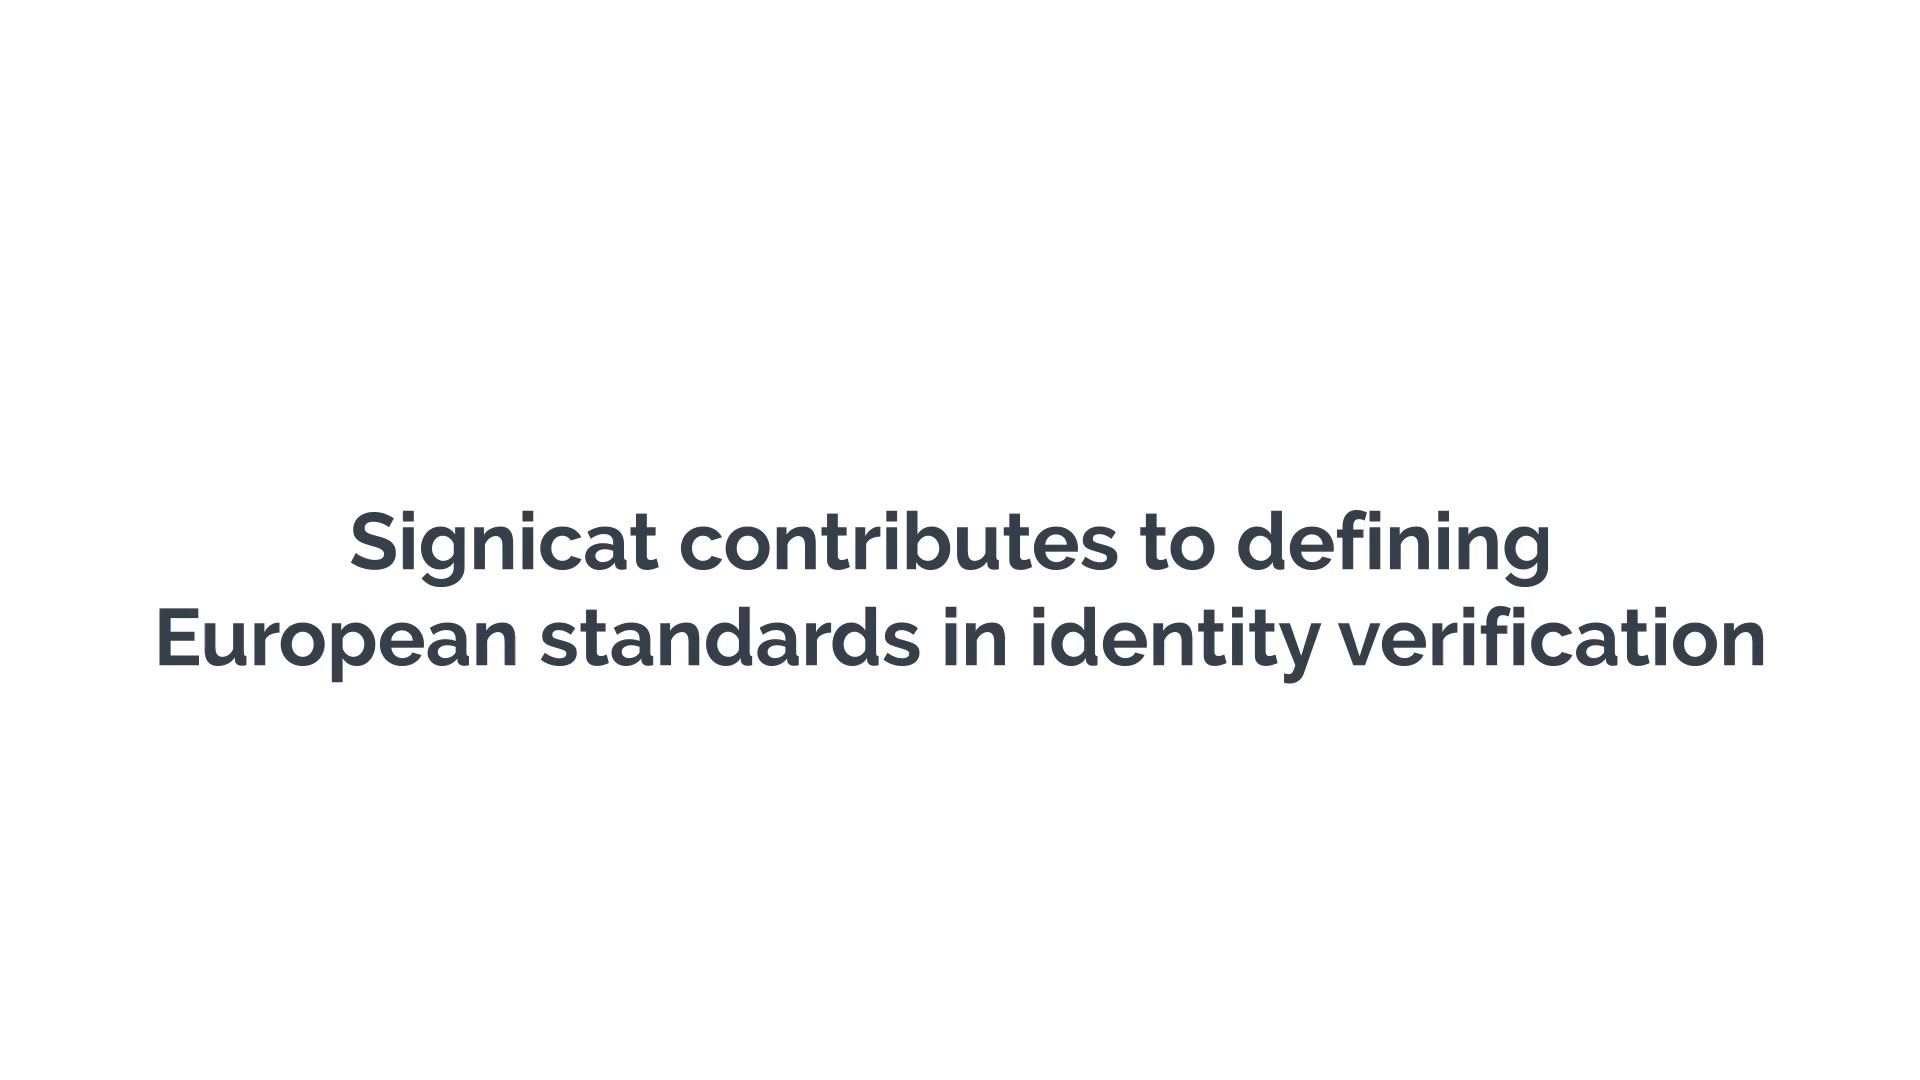 Signicat contributes to defining
European standards in identity verification